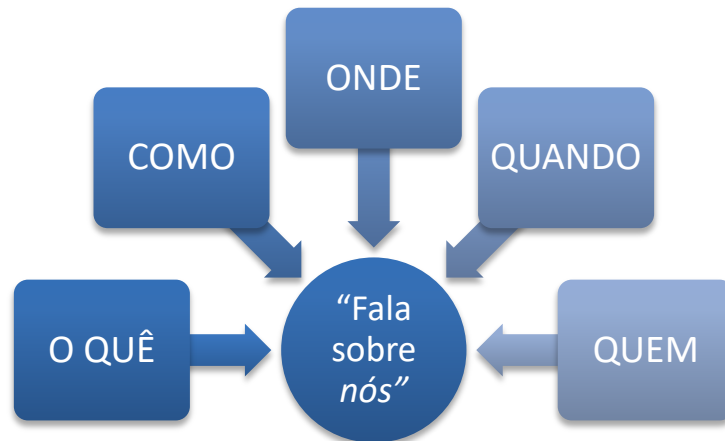 ONDE
COMO
QUANDO
O QUÊ
“Fala
sobre
nós”
QUEM